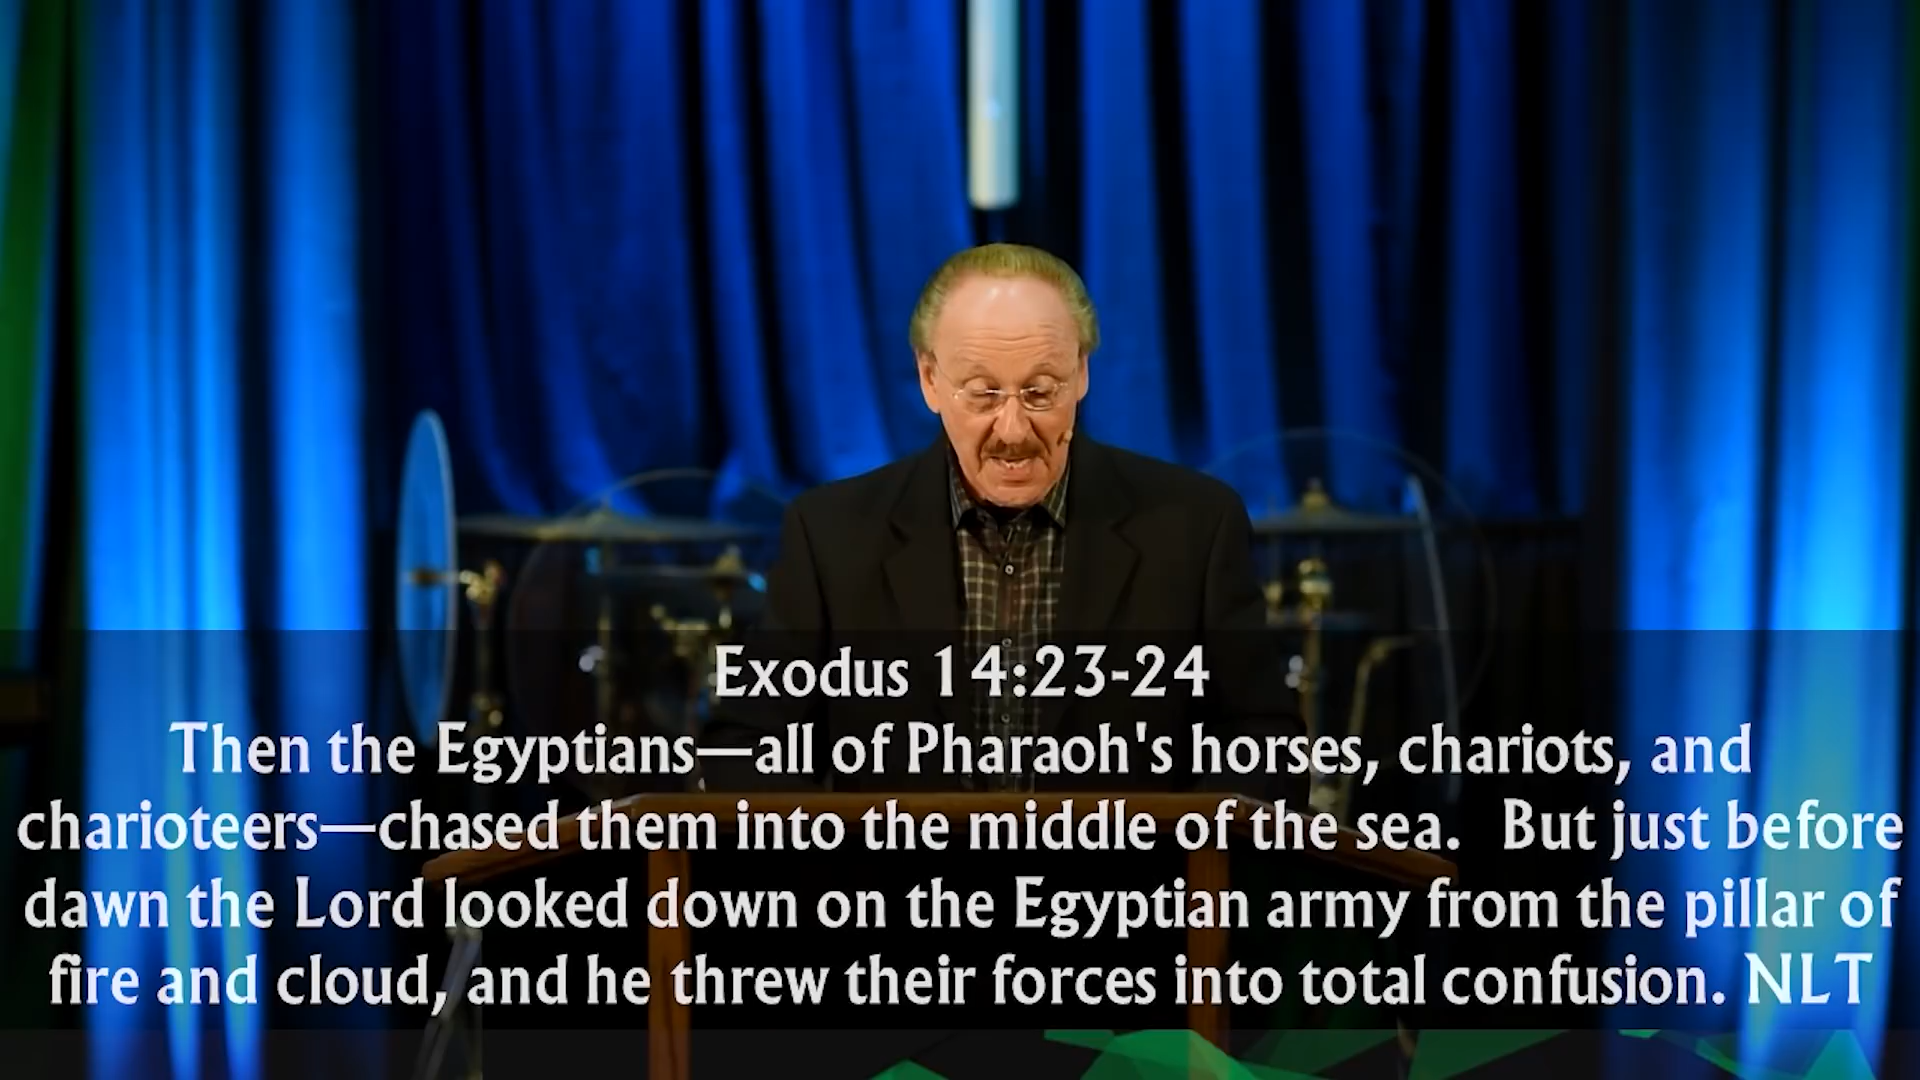 Exodus 14:23-24
Then the Egyptians—all of Pharaoh's horses, chariots, and
charioteers—chased them into the middle of the sea.  But just before
dawn the Lord looked down on the Egyptian army from the pillar of
fire and cloud, and he threw their forces into total confusion. NLT